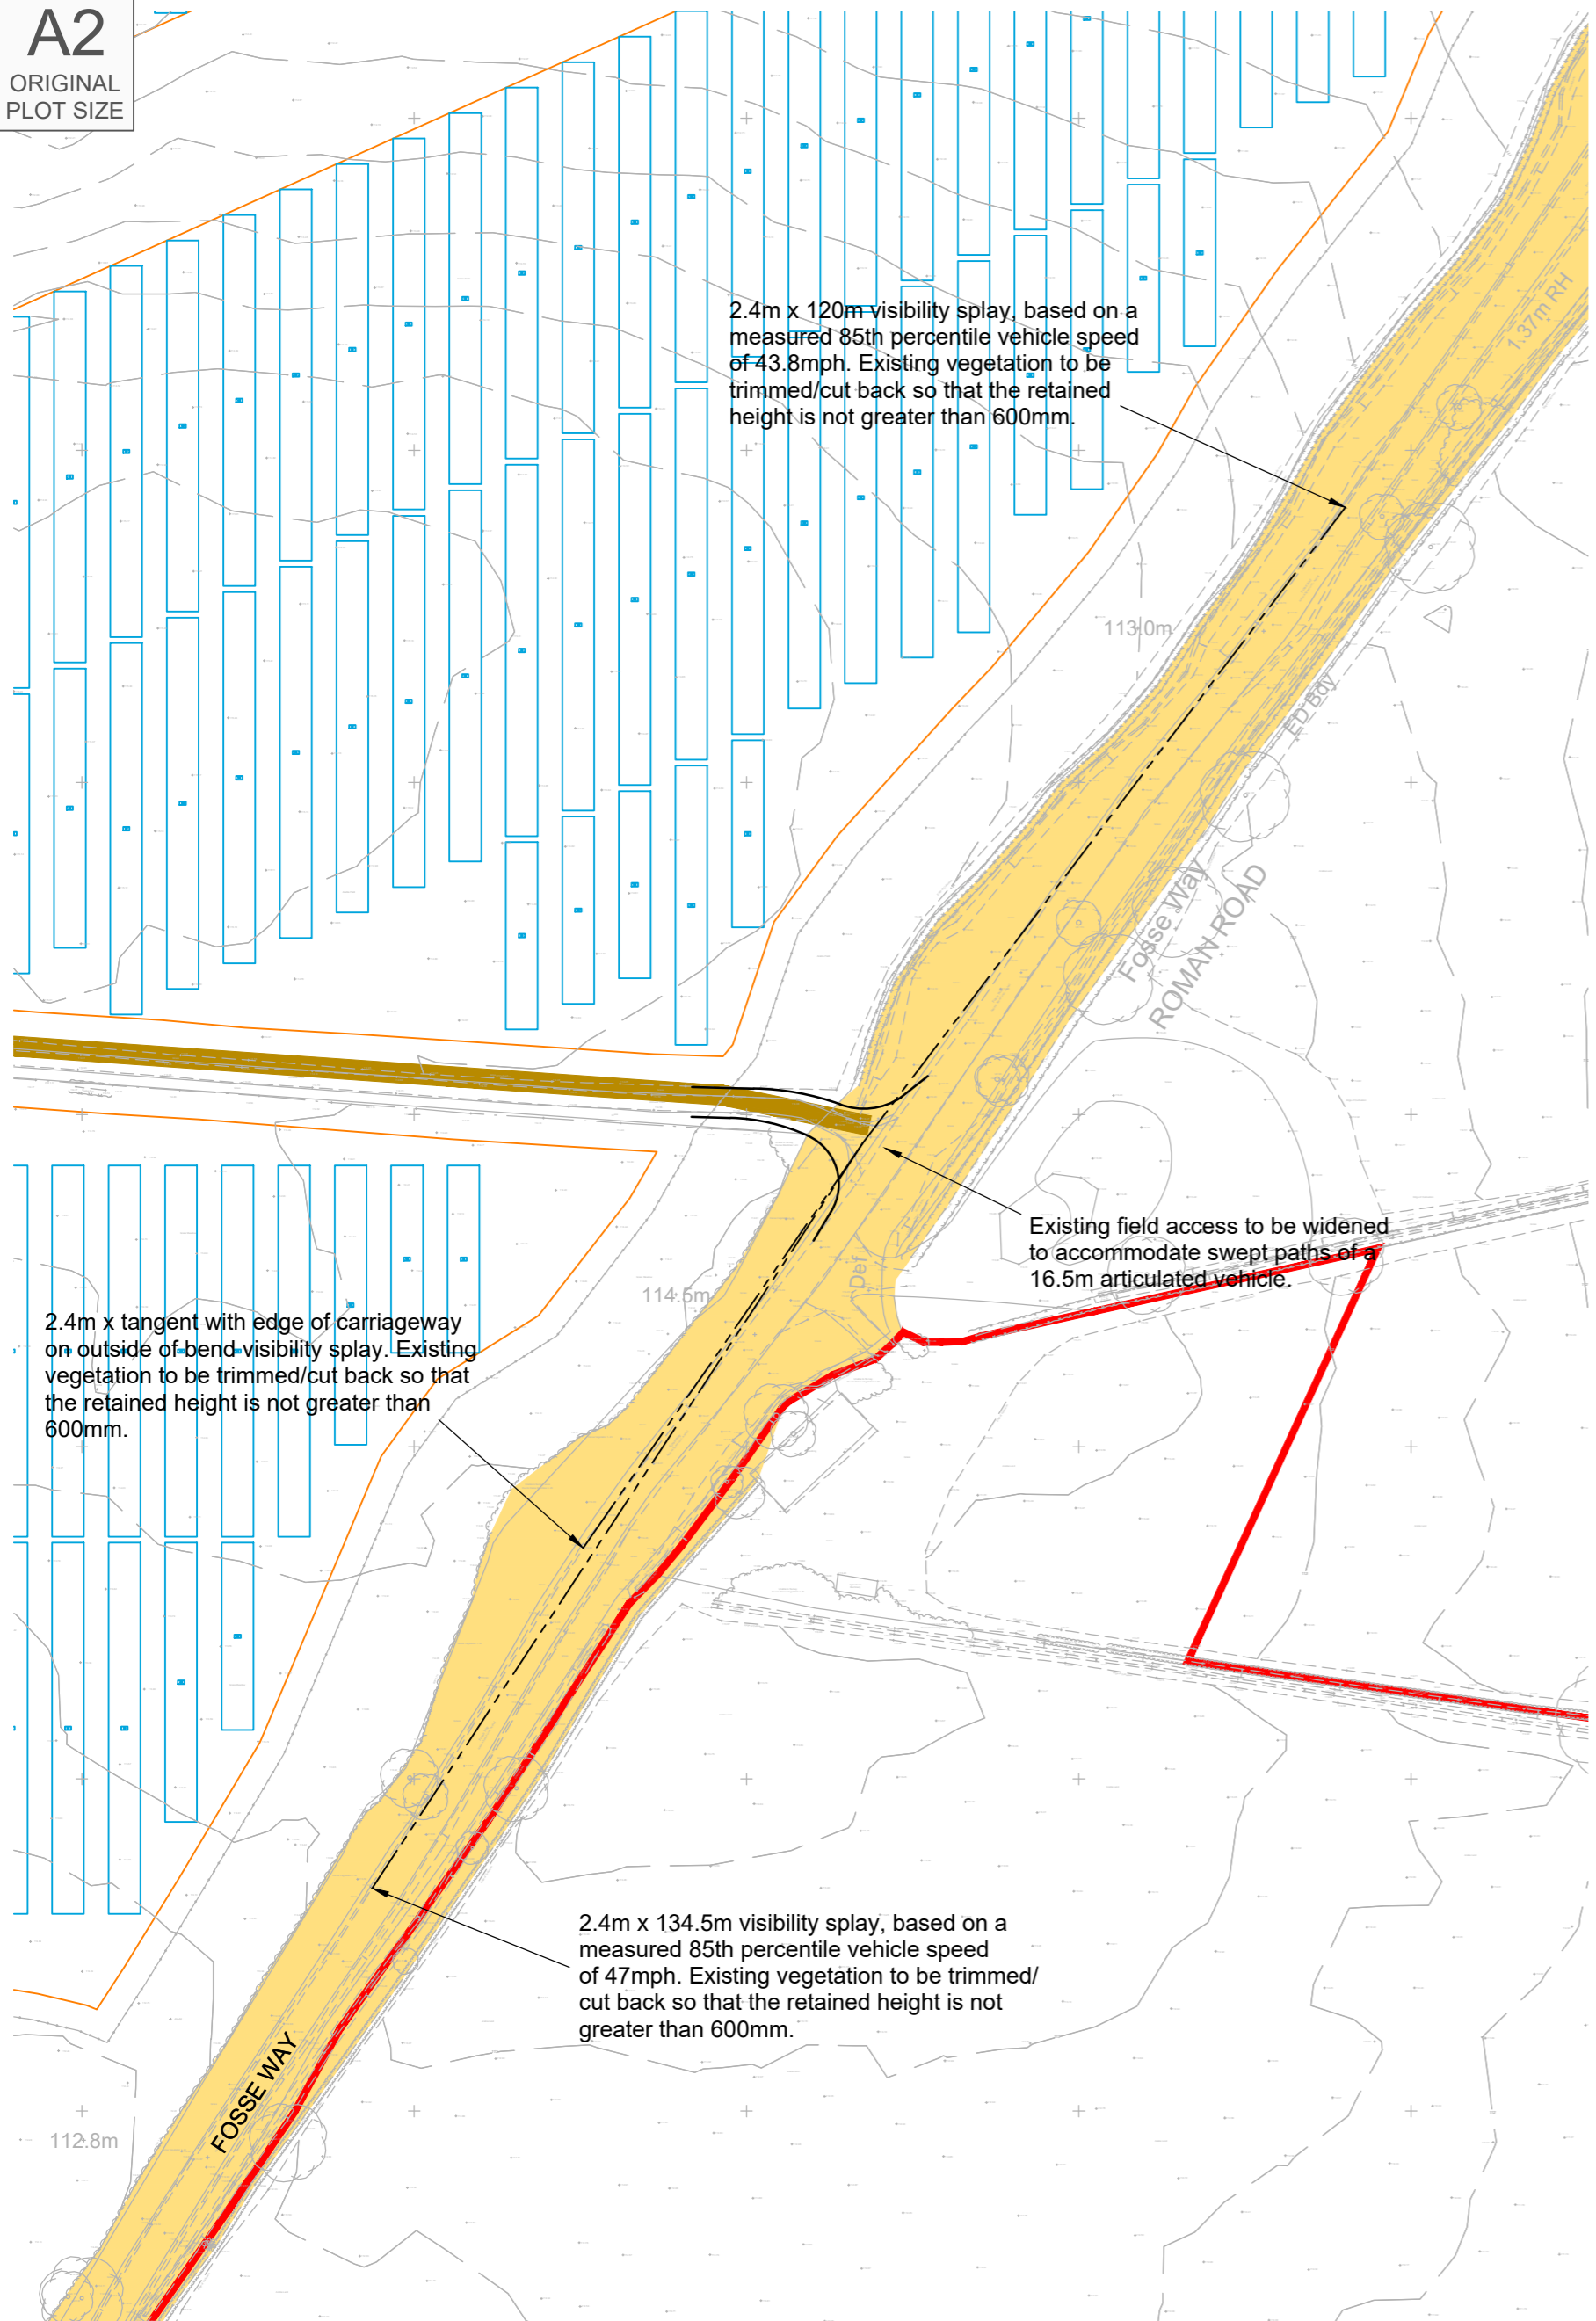 A2
ORIGINAL
PLOT SIZE
1.37m RH
2.4m x 120m visibility splay, based on a
measured 85th percentile vehicle speed
of 43.8mph. Existing vegetation to be
trimmed/cut back so that the retained
height is not greater than 600mm.
113.0m
ED Bdy
Fosse Way
ROMAN ROAD
Existing field access to be widened
to accommodate swept paths of a
16.5m articulated vehicle.
Def
114.5m
2.4m x tangent with edge of carriageway
on outside of bend visibility splay. Existing
vegetation to be trimmed/cut back so that
the retained height is not greater than
600mm.
2.4m x 134.5m visibility splay, based on a
measured 85th percentile vehicle speed
of 47mph. Existing vegetation to be trimmed/
cut back so that the retained height is not
greater than 600mm.
FOSSE WAY
112.8m